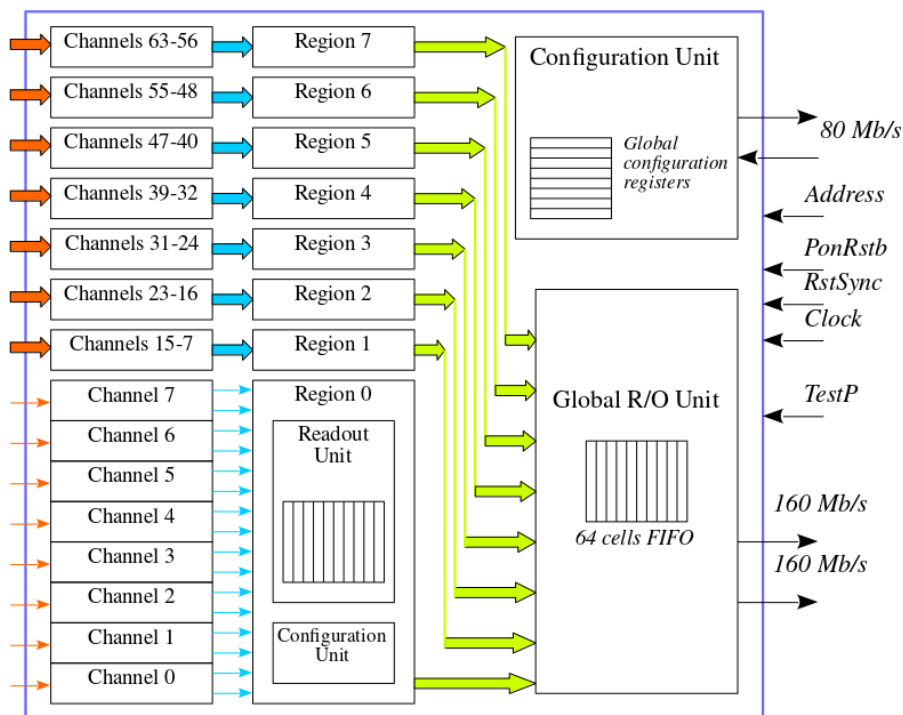 Channels 63-56
Region 7
Channels 55-48
Region 6
Channels 47-40
Region 5
Channels 39-32
Region 4
Channels 31-24
Region 3
Channels 23-16
Region 2
Channels 15-7
Region 1
Channel 7
Channel 6
Channel 5
Channel 4
Channel 3
Channel 2
Channel 1
Channel 0
Region 0
Readout
Unit
Configuration
Unit
Configuration Unit
Global
configuration
registers
Global R/O Unit
64 cells FIFO
80 Mb/s
Address
PonRstb
RstSync
Clock
TestP
160 Mb/s
160 Mb/s